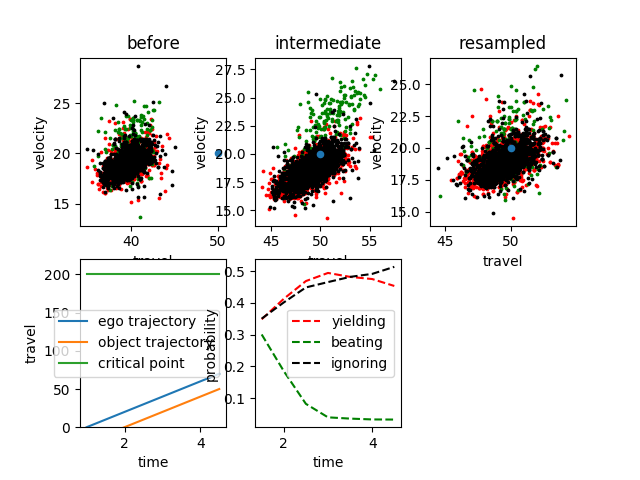 before
intermediate
resampled
velocity
15
20
25
40
50
travel
velocity
15.0
17.5
20.0
22.5
25.0
27.5
45
50
55
travel
velocity
15.0
17.5
20.0
22.5
25.0
45
50
travel
travel
0
50
100
150
200
2
4
time
ego trajectory
object trajectory
critical point
probability
0.1
0.2
0.3
0.4
0.5
2
4
time
yielding
beating
ignoring